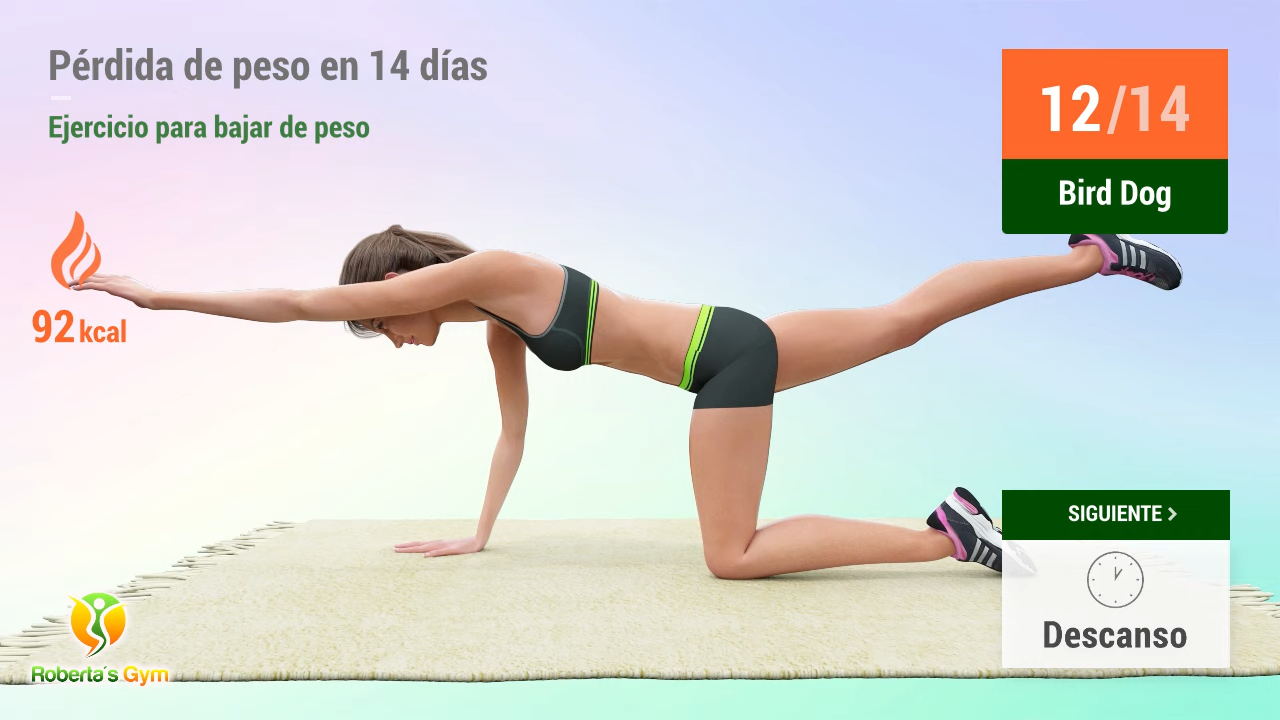 Pérdida de peso en 14 días
Ejercicio para bajar de peso
12/14
Bird Dog
92 kcal
SIGUIENTE >
Descanso
Roberta´s Gym